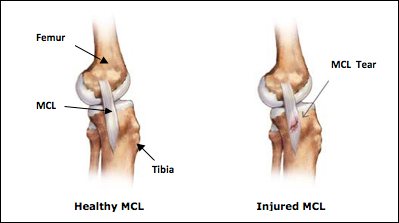 Femur
MCL Tear
MCL
Tibia
Healthy MCL
Injured MCL